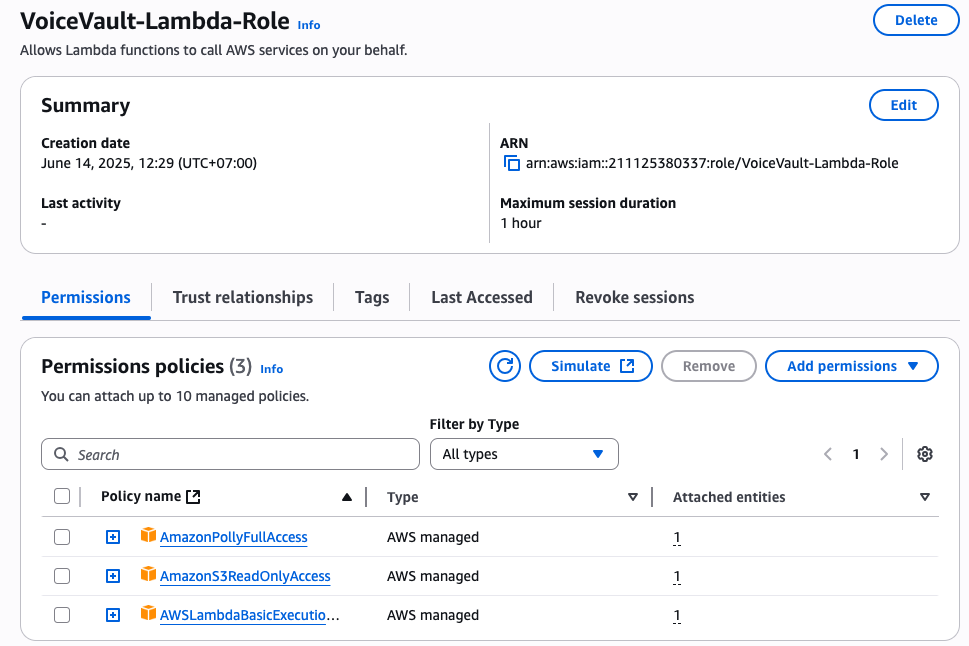 VoiceVault-Lambda-Role Info
Delete
Allows Lambda functions to call AWS services on your behalf.
Summary
Edit
Creation date
June 14, 2025, 12:29 (UTC+07:00)
ARN
arn:aws:iam::211125380337:role/VoiceVault-Lambda-Role
Last activity
-
Maximum session duration
1 hour
Permissions Trust relationships Tags Last Accessed Revoke sessions
Permissions policies (3) Info
Simulate Remove Add permissions
You can attach up to 10 managed policies.
Filter by Type
Search All types 1
Policy name Type Attached entities
AmazonPollyFullAccess AWS managed 1
AmazonS3ReadOnlyAccess AWS managed 1
AWSLambdaBasicExecutio... AWS managed 1